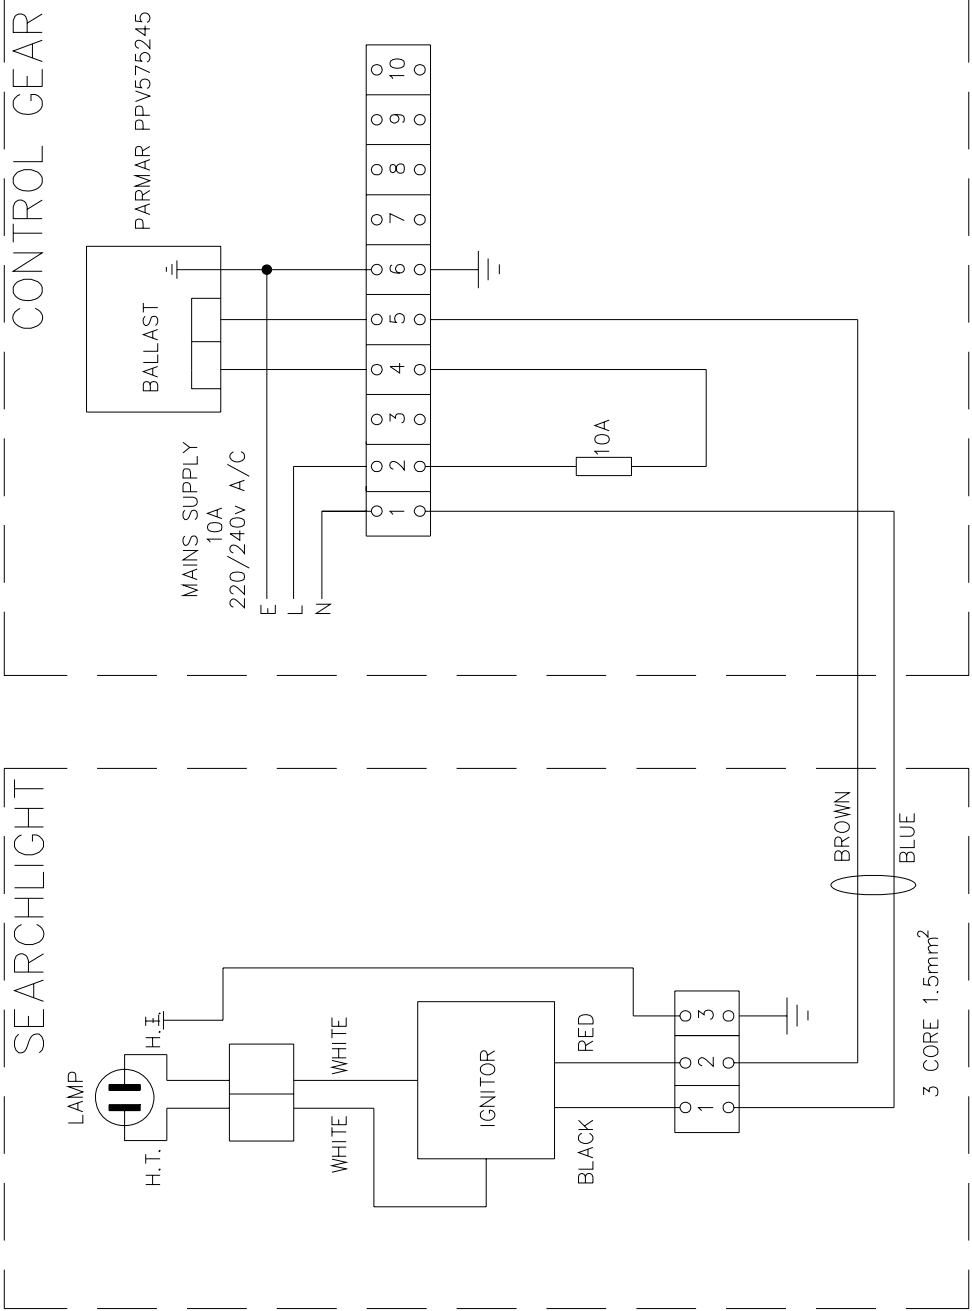 SEARCHLIGHT
CONTROL GEAR
LAMP
H.T.
H.T.
WHITE
WHITE
IGNITOR
BLACK
RED
1
2
3
3 CORE 1.5mm²
BROWN
BLUE
MAINS SUPPLY
10A
220/240v A/C
E
L
N
BALLAST
PARMAR PPV575245
1
2
3
4
5
6
7
8
9
10
10A